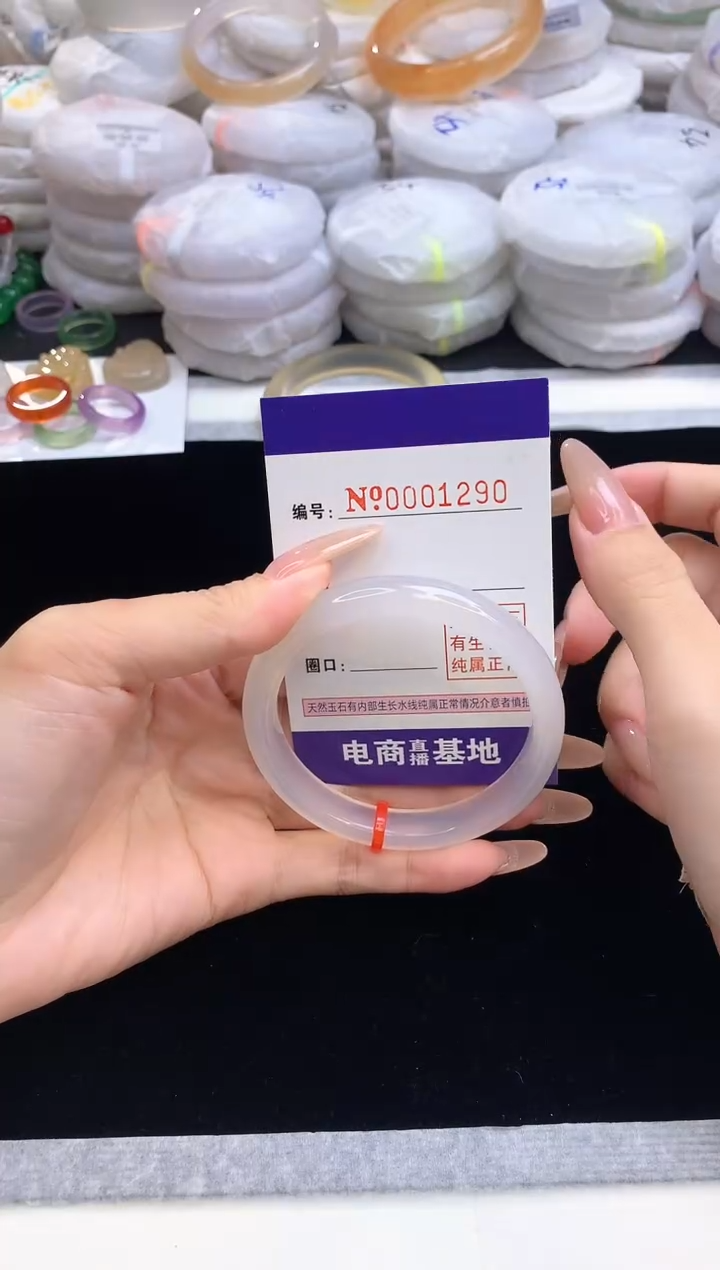 编号: №0001290
有生
纯属正
圈口:
天然玉石有内部生长水线纯属正常情况介意者慎拍
电商直播基地